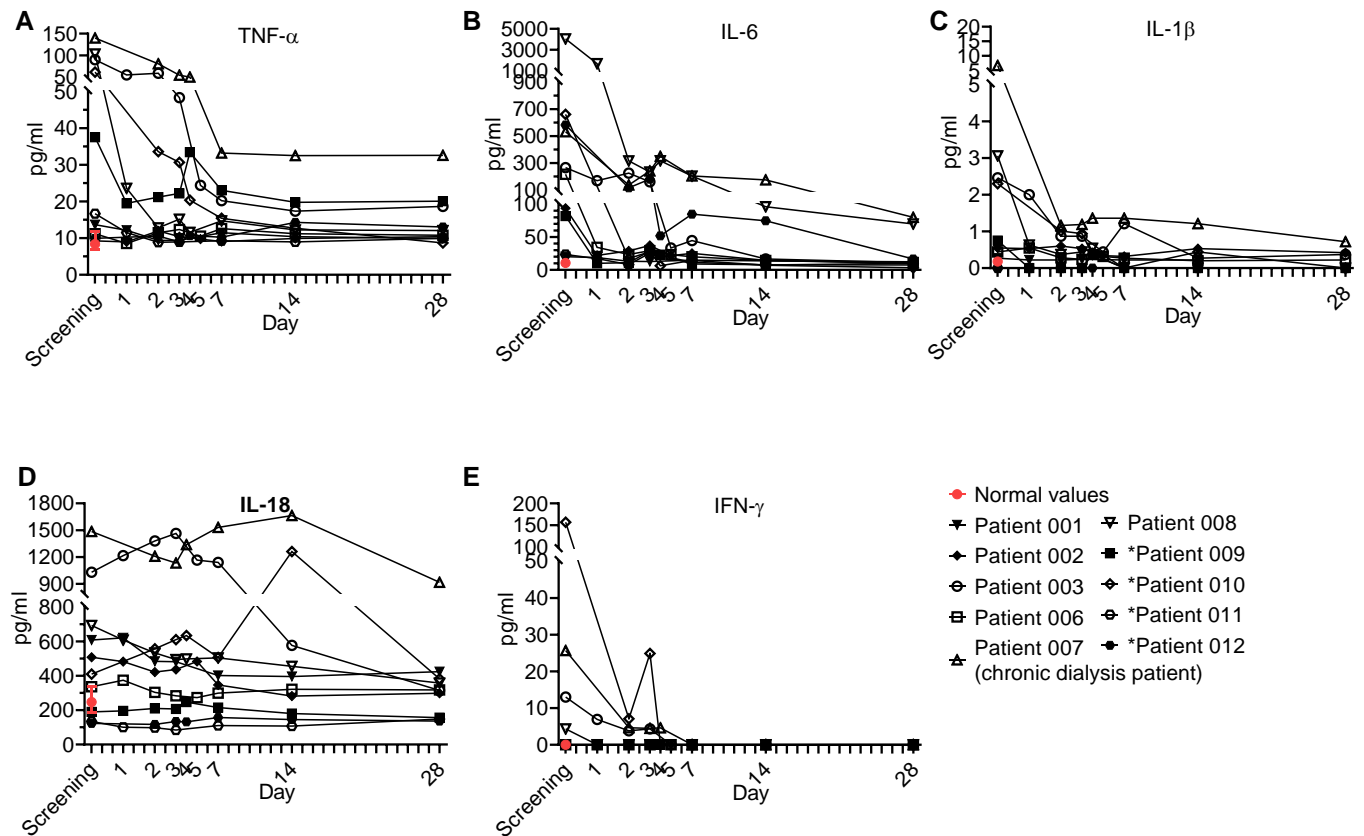 A
TNF-α
150
100
50
50
40
30
20
10
0
pg/ml
Screening 1 2 3 4 5 7 14 28
Day
B
IL-6
5000
3000
1000
900
700
500
300
100
100
50
0
pg/ml
Screening 1 2 3 4 5 7 14 28
Day
C
IL-1β
20
15
10
5
4
2
0
pg/ml
Screening 1 2 3 4 5 7 14 28
Day
D
IL-18
1800
1500
1200
900
800
600
400
200
0
pg/ml
Screening 1 2 3 4 5 7 14 28
Day
E
IFN-γ
200
150
100
50
40
30
20
10
0
pg/ml
Screening 1 2 3 4 5 7 14 28
Day
Normal values
Patient 001
Patient 002
Patient 003
Patient 006
Patient 007
(chronic dialysis patient)
Patient 008
*Patient 009
*Patient 010
*Patient 011
*Patient 012